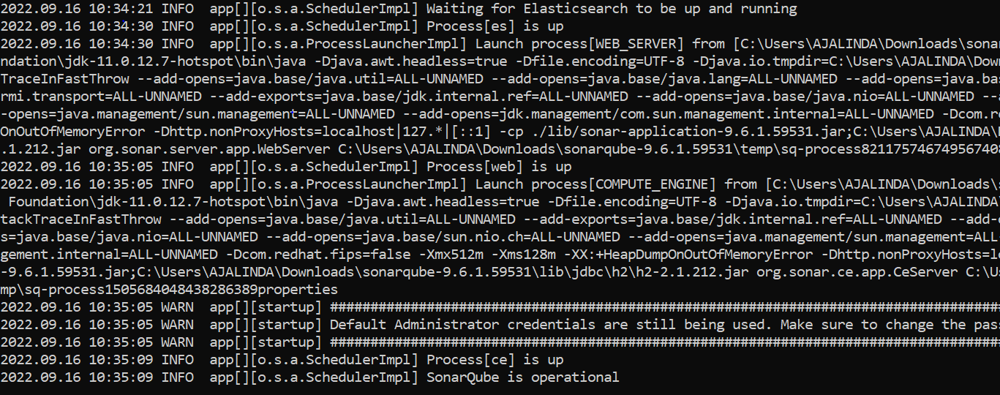 2022.09.16 10:34:21 INFO  app[][o.s.a.SchedulerImpl] Waiting for Elasticsearch to be up and running
2022.09.16 10:34:30 INFO  app[][o.s.a.SchedulerImpl] Process[es] is up
2022.09.16 10:34:30 INFO  app[][o.s.a.ProcessLauncherImpl] Launch process[WEB_SERVER] from [C:\Users\AJALINDA\Downloads\sonar
ndation\jdk-11.0.12.7-hotspot\bin\java -Djava.awt.headless=true -Dfile.encoding=UTF-8 -Djava.io.tmpdir=C:\Users\AJALINDA\Dow
TraceInFastThrow --add-opens=java.base/java.util=ALL-UNNAMED --add-opens=java.base/java.lang=ALL-UNNAMED --add-opens=java.bas
rmi.transport=ALL-UNNAMED --add-exports=java.base/jdk.internal.ref=ALL-UNNAMED --add-opens=java.base/java.nio=ALL-UNNAMED --a
-opens=java.management/sun.management=ALL-UNNAMED --add-opens=jdk.management/com.sun.management.internal=ALL-UNNAMED -Dcom.re
OnOutOfMemoryError -Dhttp.nonProxyHosts=localhost|127.*|[::1] -cp ./lib/sonar-application-9.6.1.59531.jar;C:\Users\AJALINDA\
.1.212.jar org.sonar.server.app.WebServer C:\Users\AJALINDA\Downloads\sonarqube-9.6.1.59531\temp\sq-process82117574674956740
2022.09.16 10:35:05 INFO  app[][o.s.a.SchedulerImpl] Process[web] is up
2022.09.16 10:35:05 INFO  app[][o.s.a.ProcessLauncherImpl] Launch process[COMPUTE_ENGINE] from [C:\Users\AJALINDA\Downloads\
 Foundation\jdk-11.0.12.7-hotspot\bin\java -Djava.awt.headless=true -Dfile.encoding=UTF-8 -Djava.io.tmpdir=C:\Users\AJALINDA
tackTraceInFastThrow --add-opens=java.base/java.util=ALL-UNNAMED --add-exports=java.base/jdk.internal.ref=ALL-UNNAMED --add-o
s=java.base/java.nio=ALL-UNNAMED --add-opens=java.base/sun.nio.ch=ALL-UNNAMED --add-opens=java.management/sun.management=ALL
gement.internal=ALL-UNNAMED -Dcom.redhat.fips=false -Xmx512m -Xms128m -XX:+HeapDumpOnOutOfMemoryError -Dhttp.nonProxyHosts=lo
-9.6.1.59531.jar;C:\Users\AJALINDA\Downloads\sonarqube-9.6.1.59531\lib\jdbc\h2\h2-2.1.212.jar org.sonar.ce.app.CeServer C:\Us
mp\sq-process1505684048438286389properties
2022.09.16 10:35:05 WARN  app[][startup] ####################################################################################
2022.09.16 10:35:05 WARN  app[][startup] Default Administrator credentials are still being used. Make sure to change the pas
2022.09.16 10:35:05 WARN  app[][startup] ####################################################################################
2022.09.16 10:35:09 INFO  app[][o.s.a.SchedulerImpl] Process[ce] is up
2022.09.16 10:35:09 INFO  app[][o.s.a.SchedulerImpl] SonarQube is operational